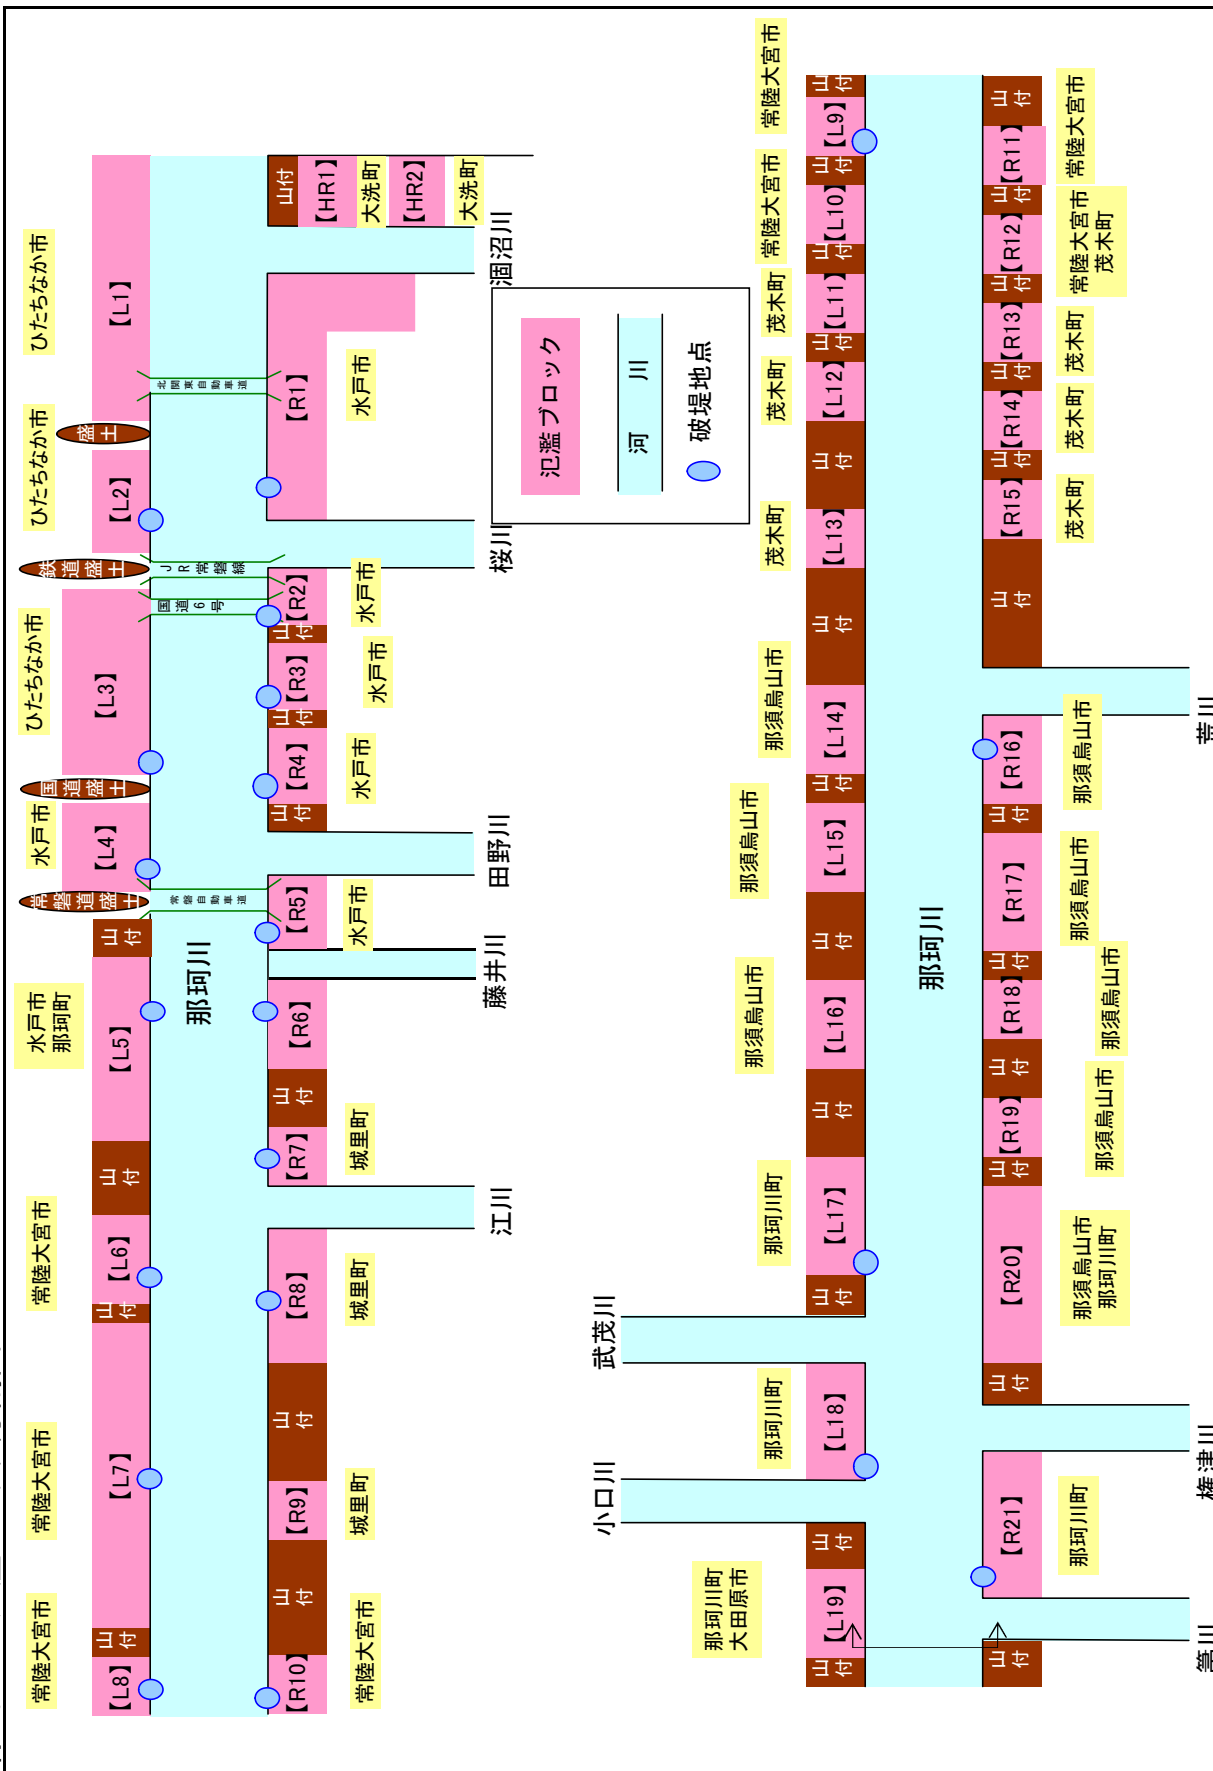 常陸大宮市
常陸大宮市
常陸大宮市
水戸市
那珂町
水戸市
ひたちなか市
ひたちなか市
ひたちなか市
常磐道盛土
国道盛土
鉄道盛土
盛土
【L8】
山付
【L7】
山付
【L6】
山付
【L5】
山付
【L4】
【L3】
【L2】
【L1】
那珂川
常磐自動車道
国道6号
JR常磐線
北関東自動車道
【R10】
山付
【R9】
山付
【R8】
【R7】
山付
【R6】
【R5】
山付
【R4】
山付
【R3】
山付
【R2】
【R1】
山付
【HR1】
大洗町
【HR2】
大洗町
常陸大宮市
城里町
城里町
城里町
水戸市
水戸市
水戸市
水戸市
水戸市
江川
藤井川
田野川
桜川
涸沼川
氾濫ブロック
河川
破堤地点
小口川
武茂川
那珂川町
大田原市
那珂川町
那珂川町
那須烏山市
那須烏山市
那須烏山市
茂木町
茂木町
茂木町
常陸大宮市
常陸大宮市
山付
【L19】
山付
【L18】
山付
【L17】
山付
【L16】
山付
【L15】
山付
【L14】
山付
【L13】
山付
【L12】
山付
【L11】
山付
【L10】
山付
【L9】
山付
那珂川
山付
【R21】
山付
【R20】
山付
【R19】
山付
【R18】
山付
【R17】
山付
【R16】
山付
【R15】
山付
【R14】
山付
【R13】
山付
【R12】
山付
【R11】
山付
那珂川町
那須烏山市
那珂川町
那須烏山市
那須烏山市
那須烏山市
那須烏山市
茂木町
茂木町
茂木町
常陸大宮市
茂木町
常陸大宮市
箒川
権津川
荒川